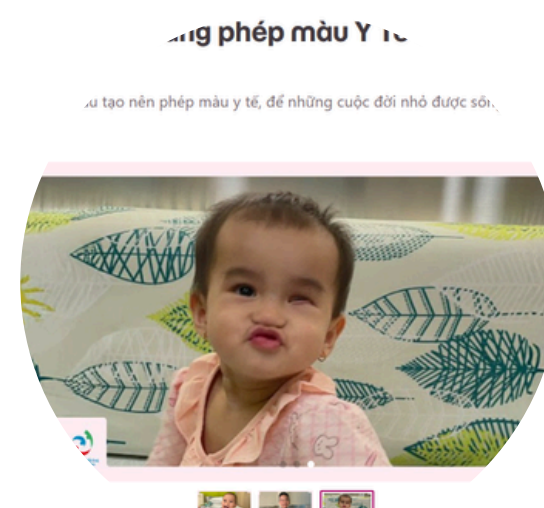 phép màu Y
tạo nên phép màu y tế, để những cuộc đời nhỏ được